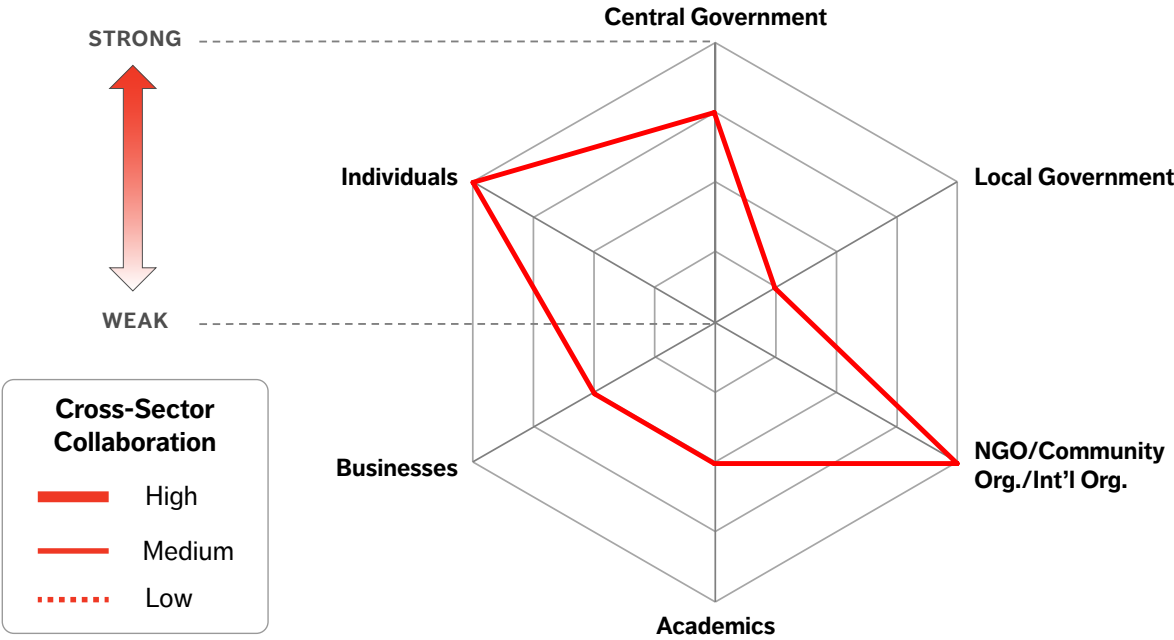 Central Government
STRONG
Individuals
Local Government
WEAK
Cross-Sector
Collaboration
High
Medium
Low
Businesses
NGO/Community
Org./Int'l Org.
Academics